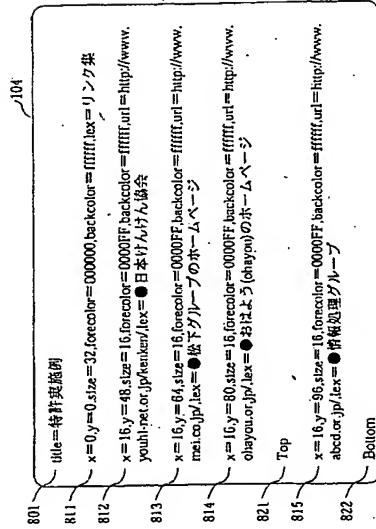 104
801 title=特許実施例
811 x=0,y=0,size=32,forecolor=000000,backcolor=ffffff,lex=リンク集
812 x=16,y=48,size=16,forecolor=0000FF,backcolor=ffffff,url=http://www.
youhi-net.or.jp/kenken/,lex=●日本けんけん協会
813 x=16,y=64,size=16,forecolor=0000FF,backcolor=ffffff,url=http://www.
mei.co.jp/,lex=●松下グループのホームページ
814 x=16,y=80,size=16,forecolor=0000FF,backcolor=ffffff,url=http://www.
ohayou.or.jp/,lex=●おはよう(ohayou)のホームページ
821 Top
815 x=16,y=96,size=16,forecolor=0000FF,backcolor=ffffff,url=http://www.
abcd.or.jp/,lex=●情報処理グループ
822 Bottom